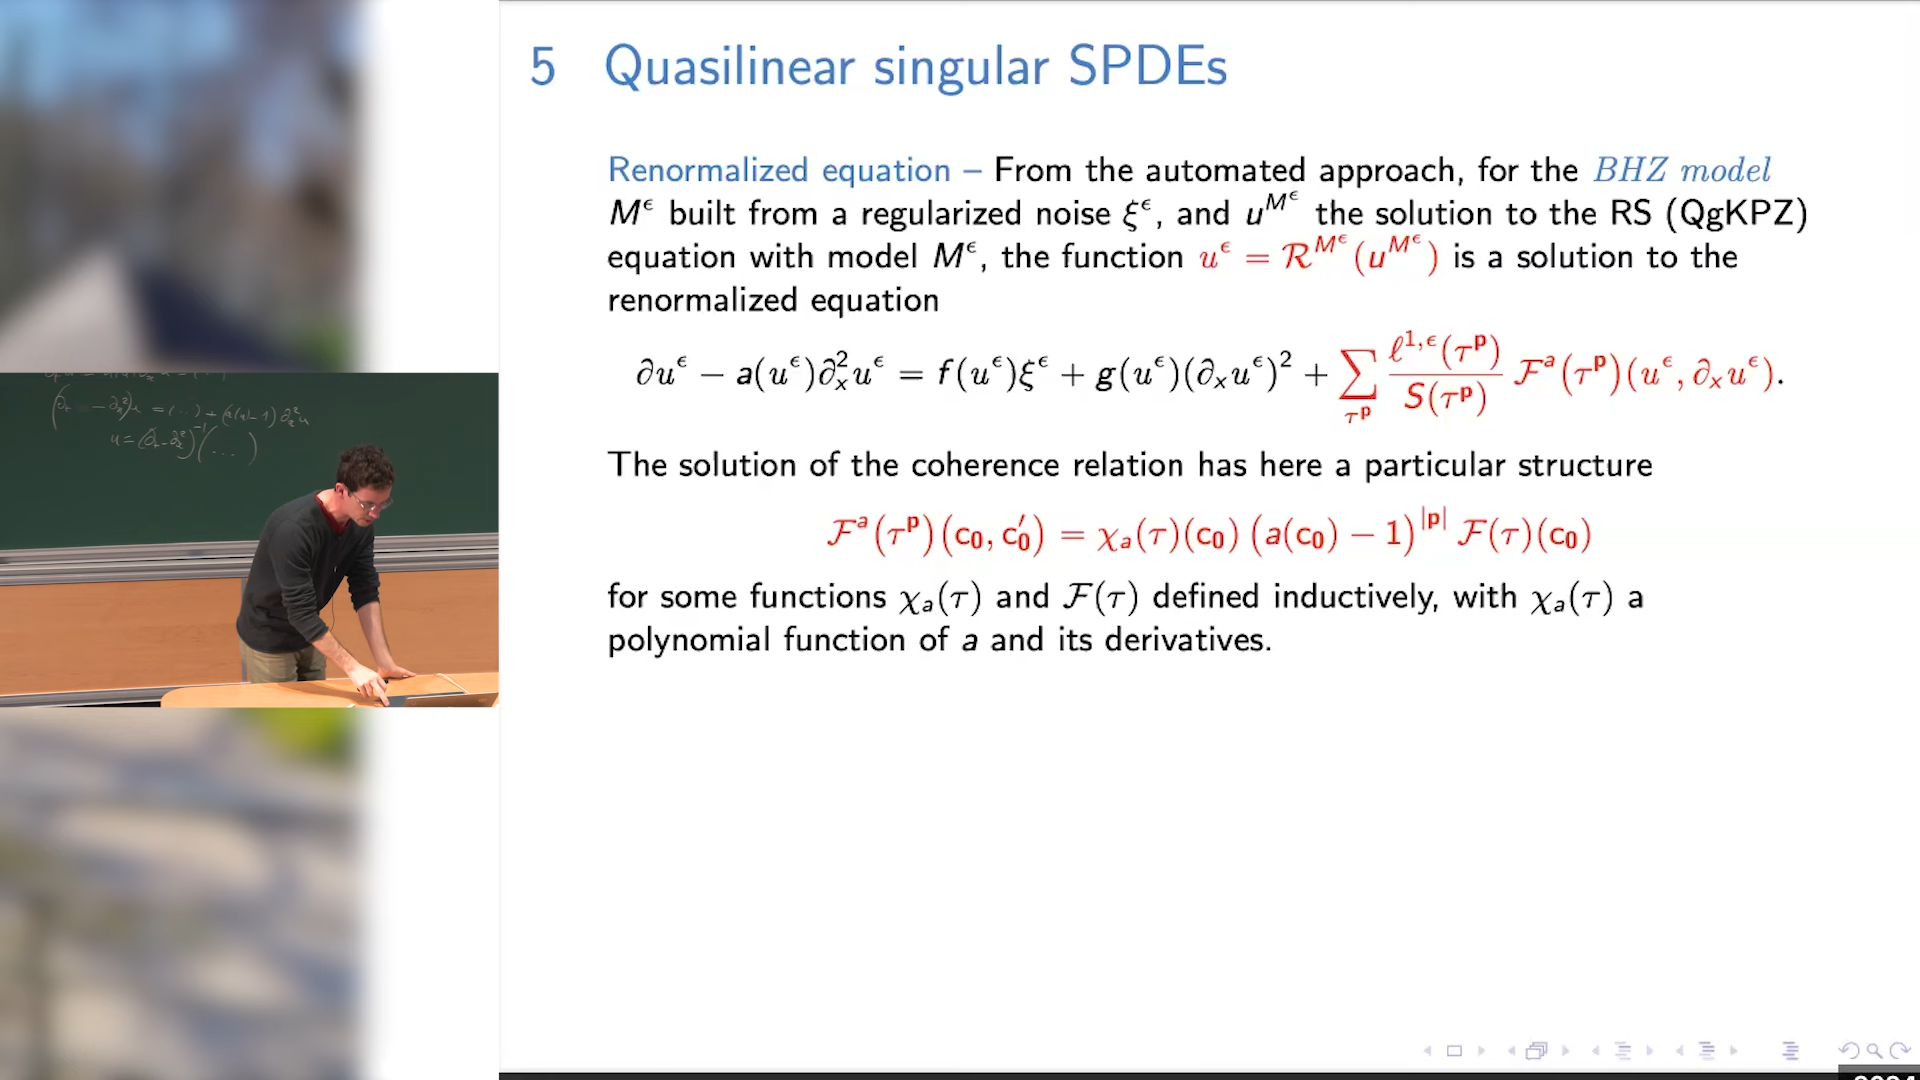 5 Quasilinear singular SPDEs
Renormalized equation – From the automated approach, for the BHZ model
M^ϵ built from a regularized noise ξ^ϵ, and u^{M^ϵ} the solution to the RS (QgKPZ)
equation with model M^ϵ, the function u^ϵ = ℛ^{M^ϵ}(u^{M^ϵ}) is a solution to the
renormalized equation
∂u^ϵ − a(u^ϵ)∂_x^2 u^ϵ = f(u^ϵ)ξ^ϵ + g(u^ϵ)(∂_x u^ϵ)^2 + ∑_{τ^p} ℓ^{1,ϵ}(τ^p)/S(τ^p) ℱ^a(τ^p)(u^ϵ, ∂_x u^ϵ).
The solution of the coherence relation has here a particular structure
ℱ^a(τ^p)(c_0, c_0′) = χ_a(τ)(c_0) (a(c_0) − 1)^{|p|} ℱ(τ)(c_0)
for some functions χ_a(τ) and ℱ(τ) defined inductively, with χ_a(τ) a
polynomial function of a and its derivatives.